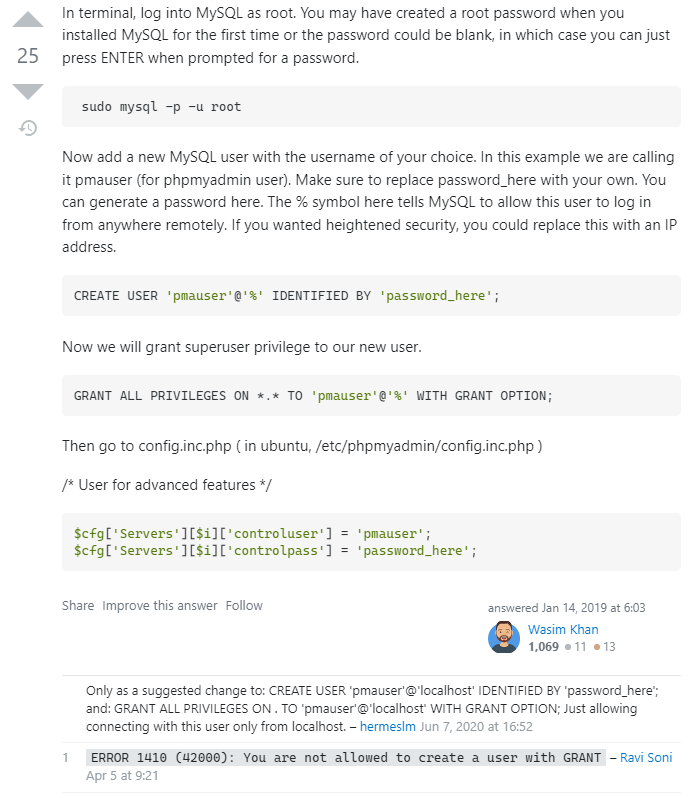 In terminal, log into MySQL as root. You may have created a root password when you
installed MySQL for the first time or the password could be blank, in which case you can just
press ENTER when prompted for a password.
25
sudo mysql -p -u root
Now add a new MySQL user with the username of your choice. In this example we are calling
it pmauser (for phpmyadmin user). Make sure to replace password_here with your own. You
can generate a password here. The % symbol here tells MySQL to allow this user to log in
from anywhere remotely. If you wanted heightened security, you could replace this with an IP
address.
CREATE USER 'pmauser'@'%' IDENTIFIED BY 'password_here';
Now we will grant superuser privilege to our new user.
GRANT ALL PRIVILEGES ON *.* TO 'pmauser'@'%' WITH GRANT OPTION;
Then go to config.inc.php ( in ubuntu, /etc/phpmyadmin/config.inc.php )
/* User for advanced features */
$cfg['Servers'][$i]['controluser'] = 'pmauser';
$cfg['Servers'][$i]['controlpass'] = 'password_here';
Share Improve this answer Follow
answered Jan 14, 2019 at 6:03
Wasim Khan
1,069 11 13
Only as a suggested change to: CREATE USER 'pmauser'@'localhost' IDENTIFIED BY 'password_here';
and: GRANT ALL PRIVILEGES ON . TO 'pmauser'@'localhost' WITH GRANT OPTION; Just allowing
connecting with this user only from localhost. – hermeslm Jun 7, 2020 at 16:52
1 ERROR 1410 (42000): You are not allowed to create a user with GRANT – Ravi Soni
Apr 5 at 9:21